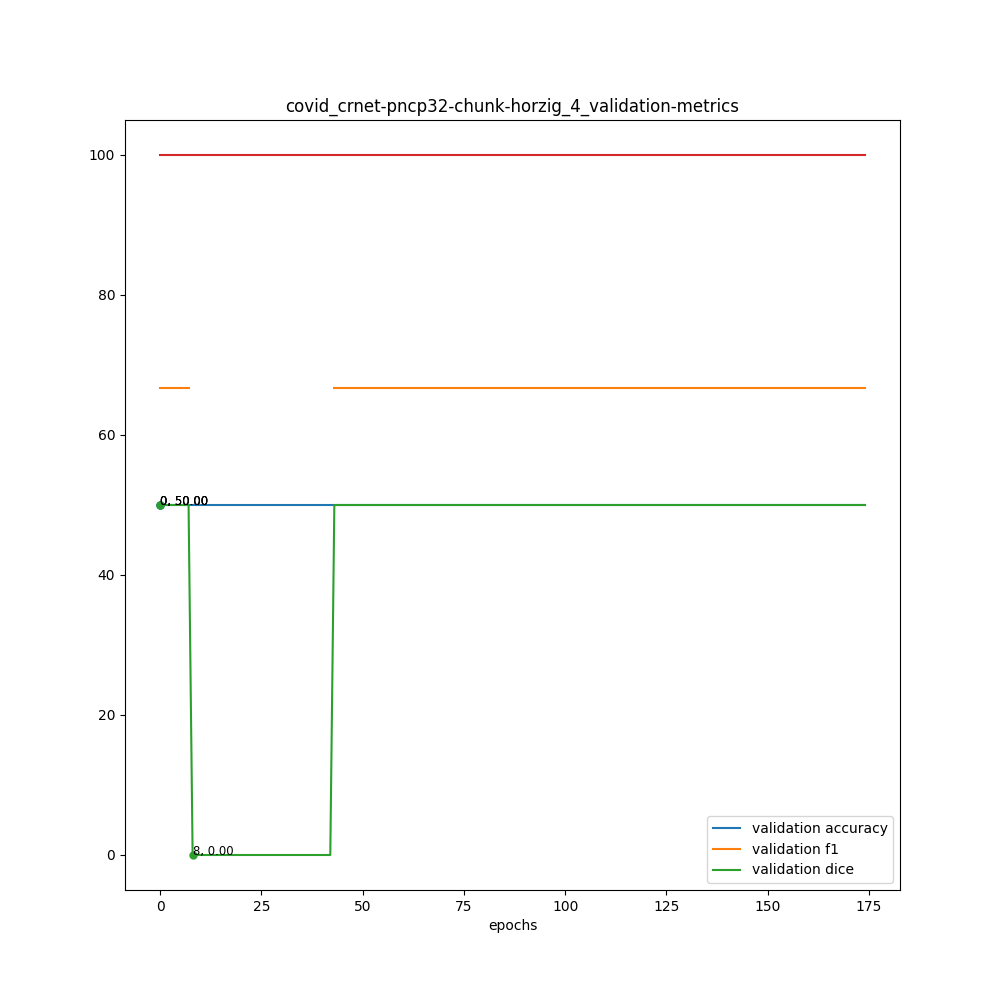 covid_crnet-pncp32-chunk-horzig_4_validation-metrics
100
80
60
40
20
0
0, 50.00
8, 0.00
validation accuracy
validation f1
validation dice
0 25 50 75 100 125 150 175
epochs